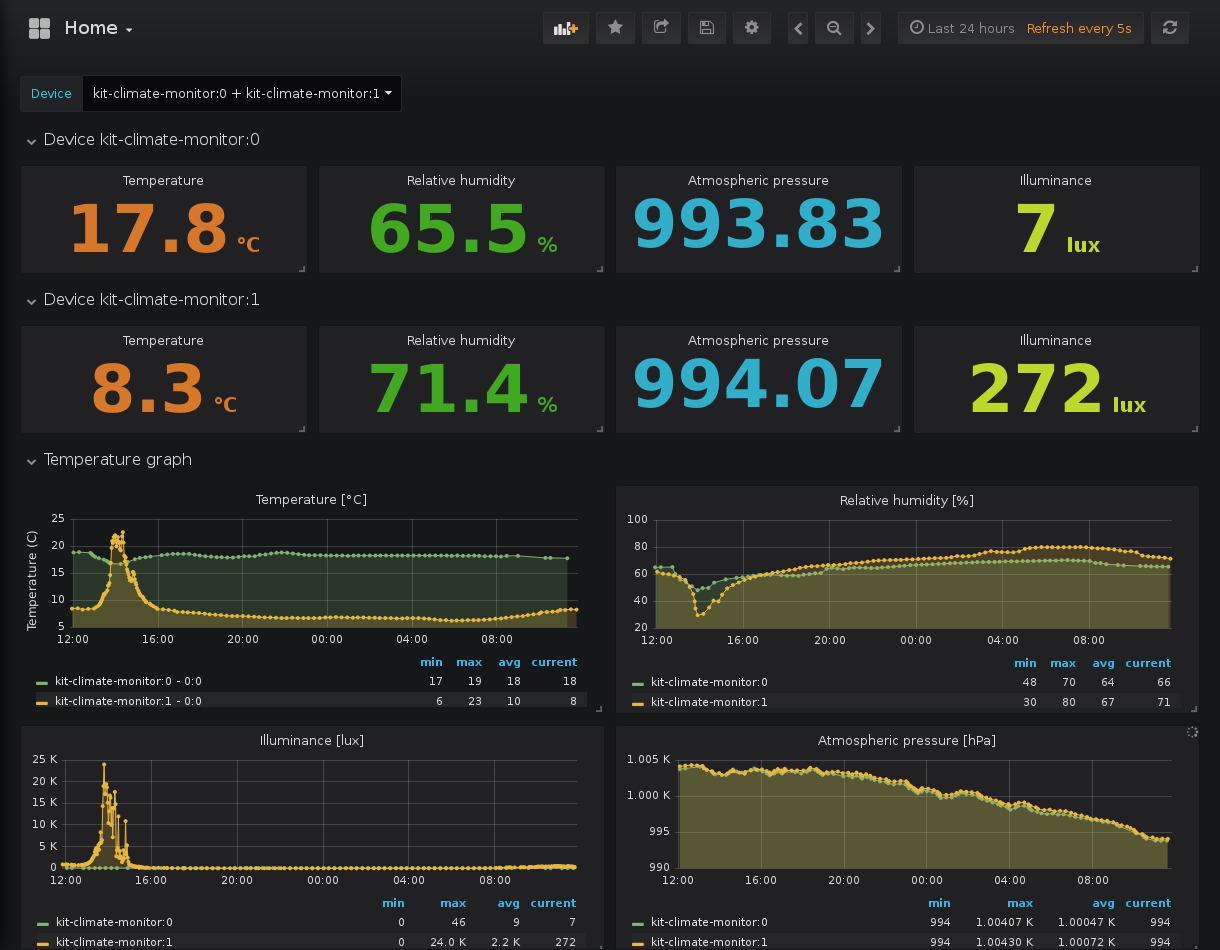 Home
Last 24 hours Refresh every 5s
Device kit-climate-monitor:0 + kit-climate-monitor:1
Device kit-climate-monitor:0
Temperature Relative humidity Atmospheric pressure Illuminance
17.8 °C 65.5 % 993.83 7 lux
Device kit-climate-monitor:1
Temperature Relative humidity Atmospheric pressure Illuminance
8.3 °C 71.4 % 994.07 272 lux
Temperature graph
Temperature [°C]
Temperature (C)
25
20
15
10
5
12:00 16:00 20:00 00:00 04:00 08:00
min max avg current
kit-climate-monitor:0 - 0:0 17 19 18 18
kit-climate-monitor:1 - 0:0 6 23 10 8
Relative humidity [%]
100
80
60
40
20
12:00 16:00 20:00 00:00 04:00 08:00
min max avg current
kit-climate-monitor:0 48 70 64 66
kit-climate-monitor:1 30 80 67 71
Illuminance [lux]
25 K
20 K
15 K
10 K
5 K
0
12:00 16:00 20:00 00:00 04:00 08:00
min max avg current
kit-climate-monitor:0 0 46 9 7
kit-climate-monitor:1 0 24.0 K 2.2 K 272
Atmospheric pressure [hPa]
1.005 K
1.000 K
995
990
12:00 16:00 20:00 00:00 04:00 08:00
min max avg current
kit-climate-monitor:0 994 1.00407 K 1.00047 K 994
kit-climate-monitor:1 994 1.00430 K 1.00072 K 994